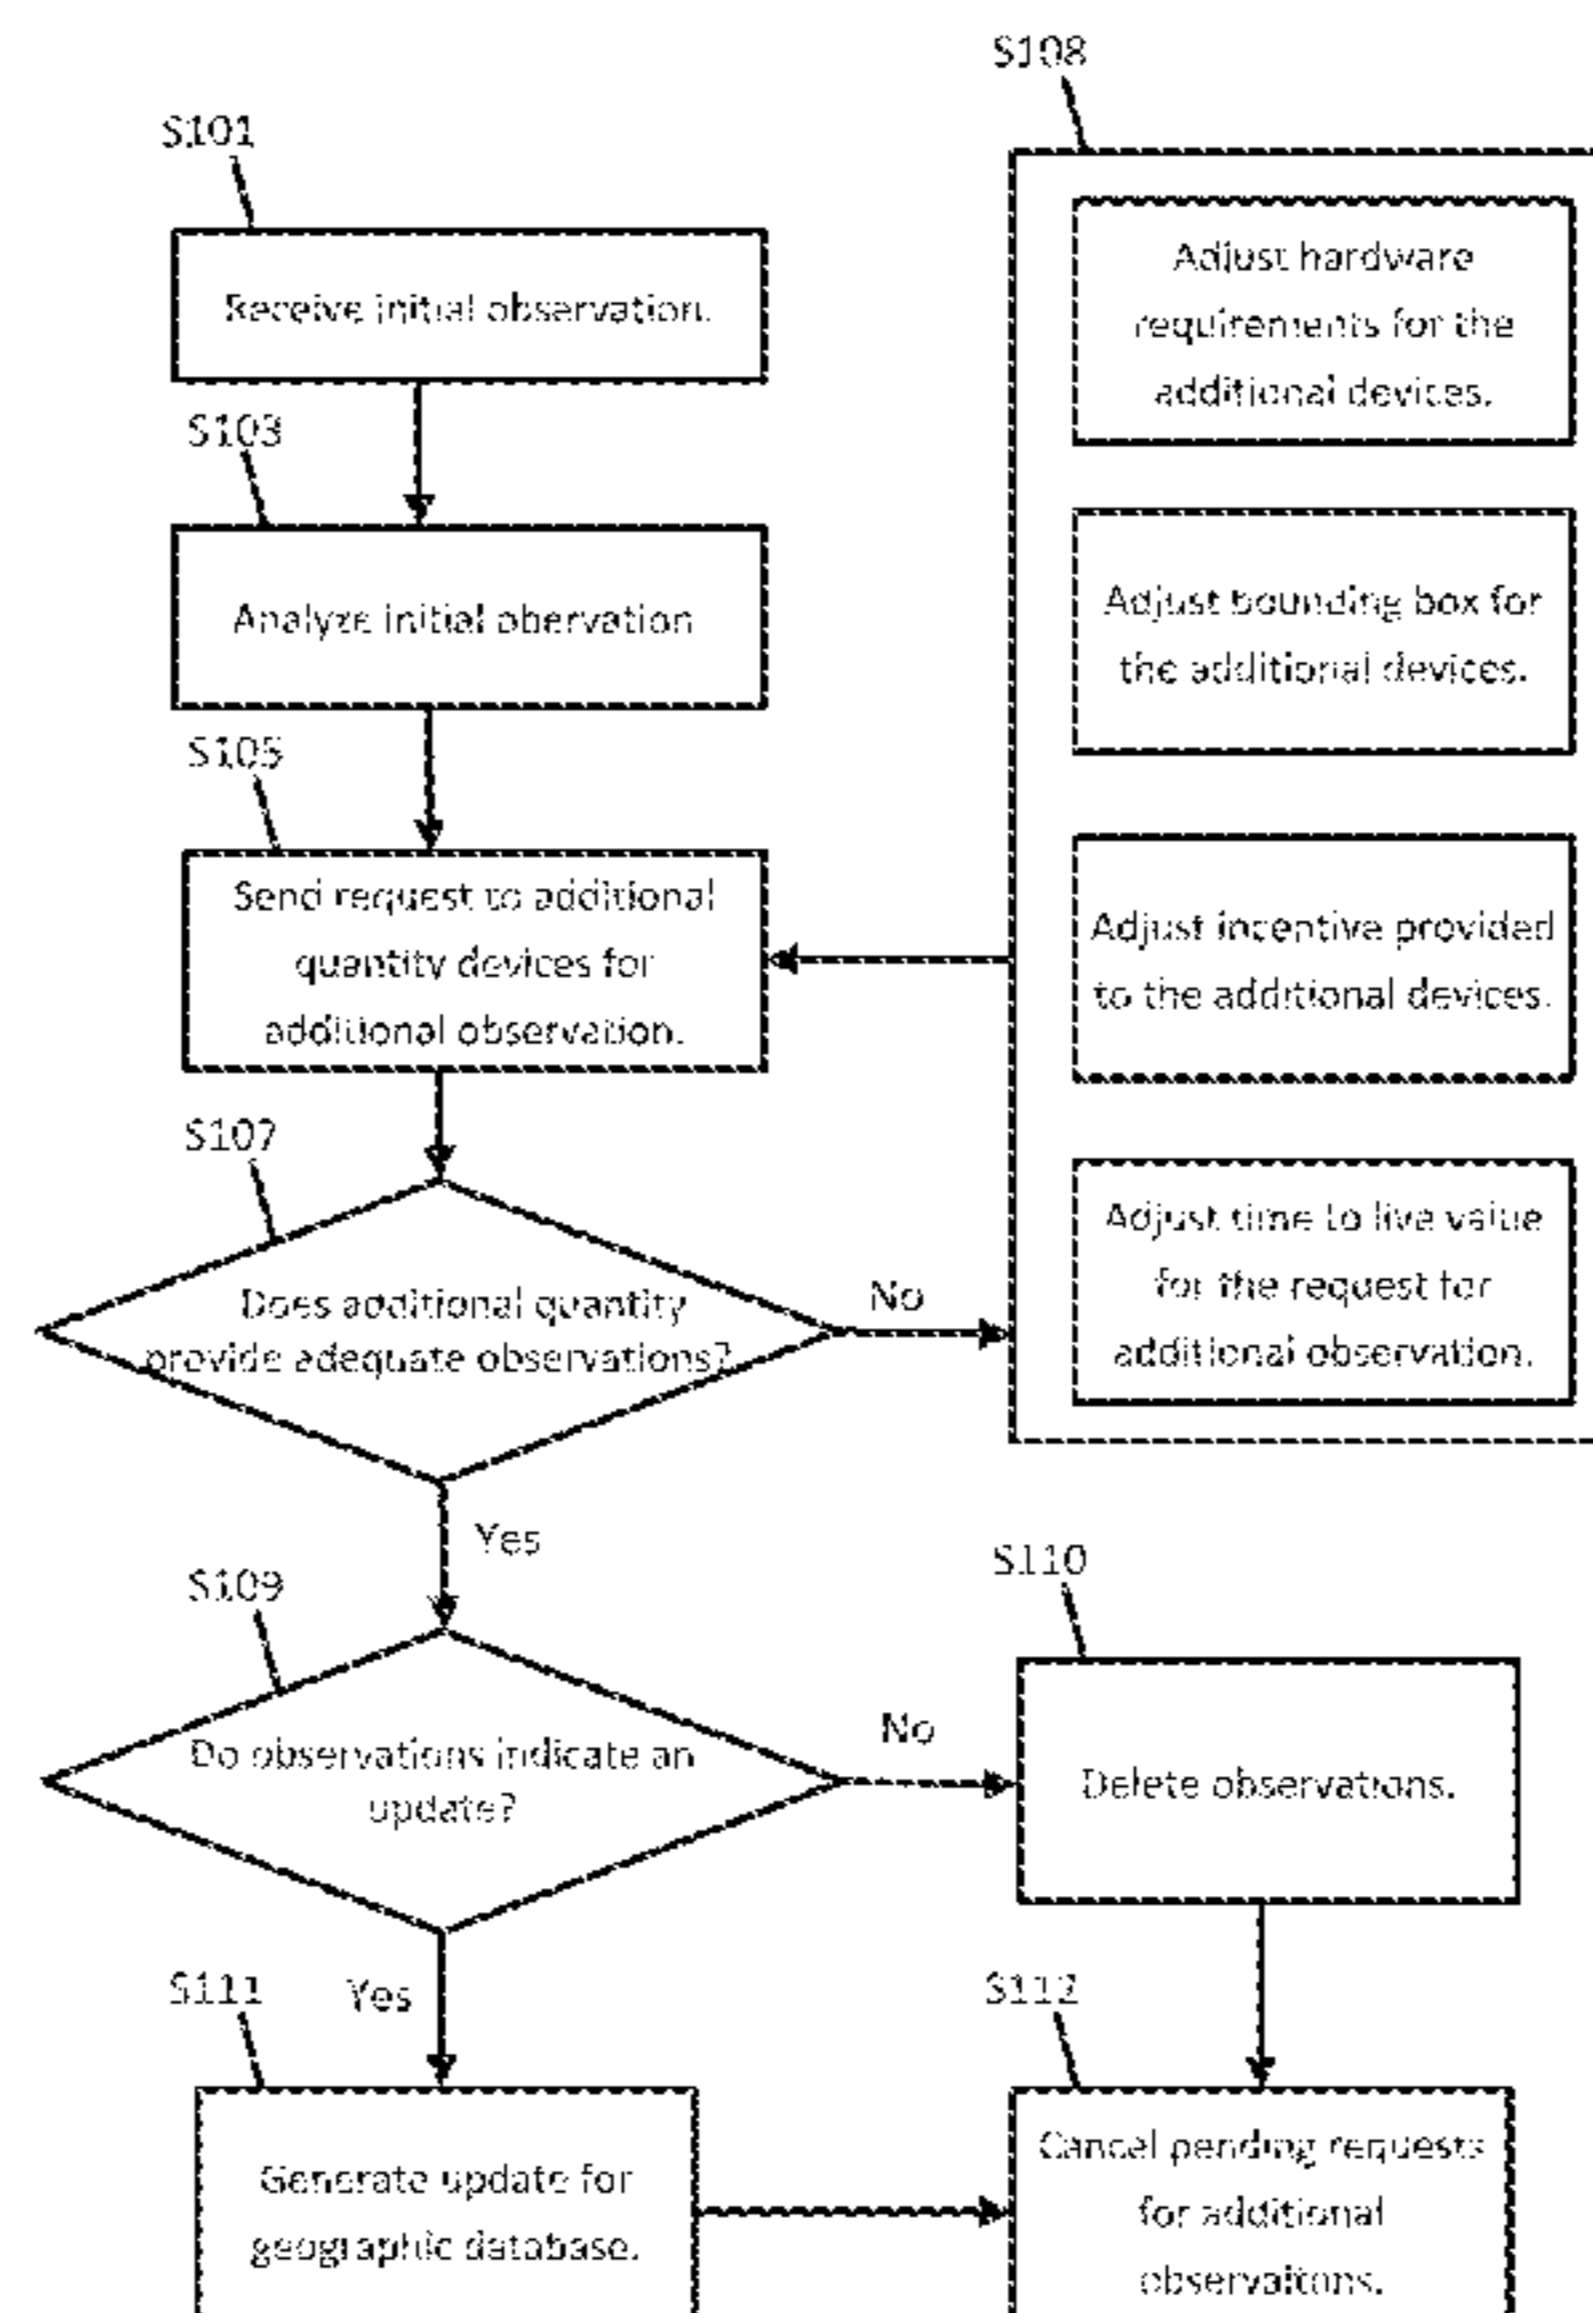 S101
Receive initial observation.
S103
Analyze initial obervation
S105
Send request to additional
quantity devices for
additional observation.
S107
Does additional quantity
provide adequate observations?
No
Yes
S108
Adjust hardware
requirements for the
additional devices.
Adjust bounding box for
the additional devices.
Adjust incentive provided
to the additional devices.
Adjust time to live value
for the request for
additional observation.
S109
Do observations indicate an
update?
No
Yes
S110
Delete observations.
S111
Generate update for
geographic database.
S112
Cancel pending requests
for additional
observaitons.